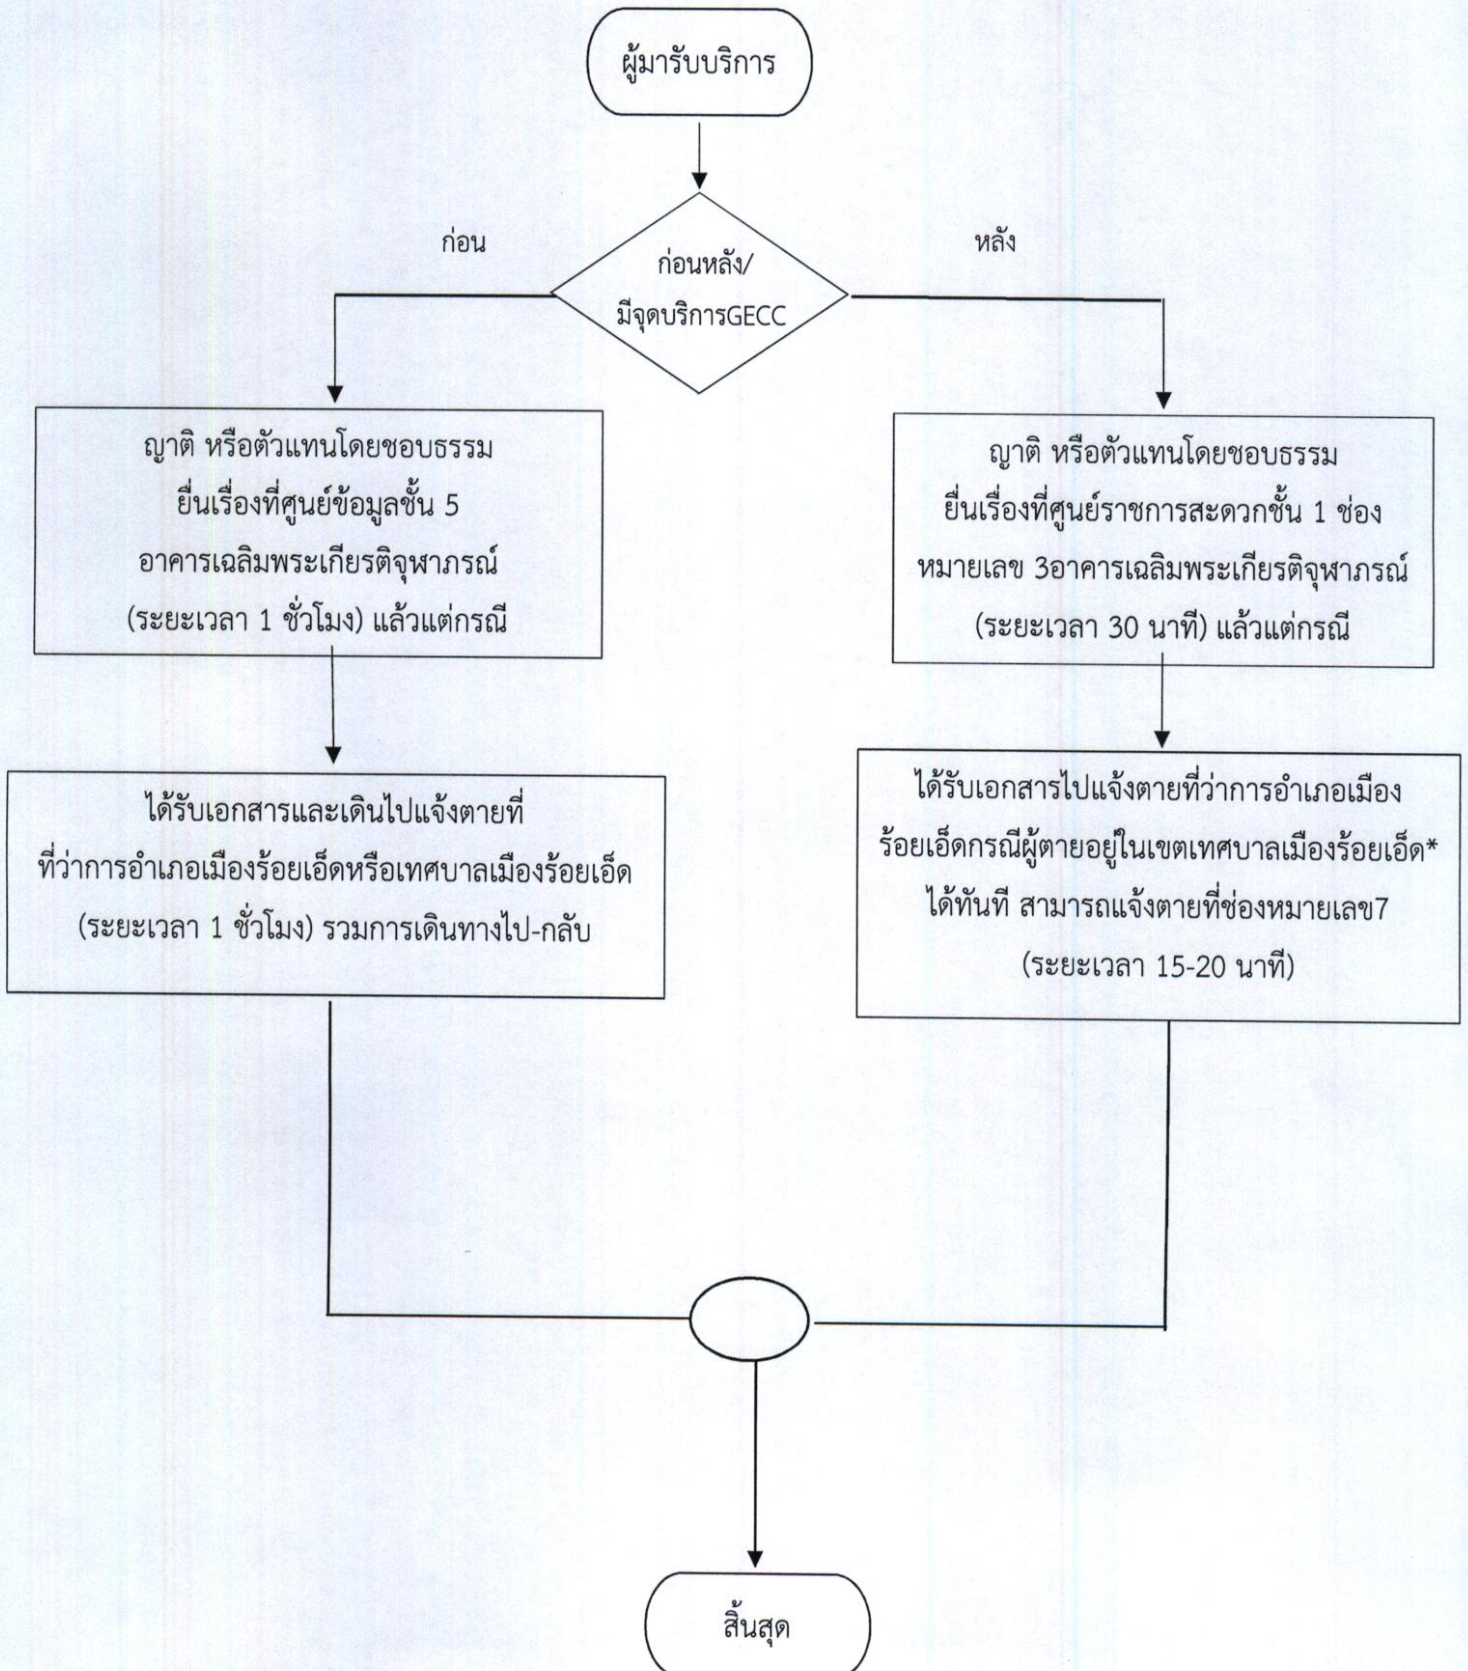 ผู้มารับบริการ
ก่อน
หลัง
ก่อนหลัง/
มีจุดบริการGECC
ญาติ หรือตัวแทนโดยชอบธรรม
ยื่นเรื่องที่ศูนย์ข้อมูลชั้น 5
อาคารเฉลิมพระเกียรติจุฬาภรณ์
(ระยะเวลา 1 ชั่วโมง) แล้วแต่กรณี
ญาติ หรือตัวแทนโดยชอบธรรม
ยื่นเรื่องที่ศูนย์ราชการสะดวกชั้น 1 ช่อง
หมายเลข 3อาคารเฉลิมพระเกียรติจุฬาภรณ์
(ระยะเวลา 30 นาที) แล้วแต่กรณี
ได้รับเอกสารและเดินไปแจ้งตายที่
ที่ว่าการอำเภอเมืองร้อยเอ็ดหรือเทศบาลเมืองร้อยเอ็ด
(ระยะเวลา 1 ชั่วโมง) รวมการเดินทางไป-กลับ
ได้รับเอกสารไปแจ้งตายที่ว่าการอำเภอเมือง
ร้อยเอ็ดกรณีผู้ตายอยู่ในเขตเทศบาลเมืองร้อยเอ็ด*
ได้ทันที สามารถแจ้งตายที่ช่องหมายเลข7
(ระยะเวลา 15-20 นาที)
สิ้นสุด